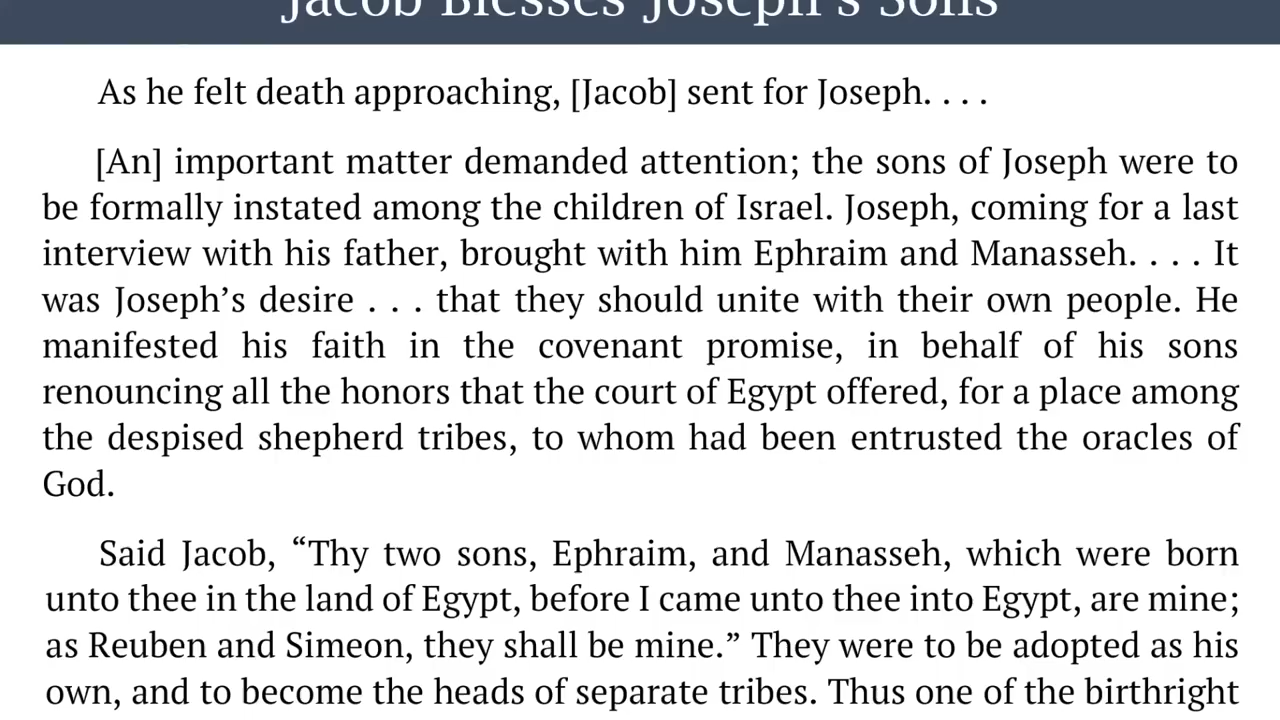 Jacob Blesses Joseph's Sons
As he felt death approaching, [Jacob] sent for Joseph. . . .
[An] important matter demanded attention; the sons of Joseph were to
be formally instated among the children of Israel. Joseph, coming for a last
interview with his father, brought with him Ephraim and Manasseh. . . . It
was Joseph’s desire . . . that they should unite with their own people. He
manifested his faith in the covenant promise, in behalf of his sons
renouncing all the honors that the court of Egypt offered, for a place among
the despised shepherd tribes, to whom had been entrusted the oracles of
God.
Said Jacob, “Thy two sons, Ephraim, and Manasseh, which were born
unto thee in the land of Egypt, before I came unto thee into Egypt, are mine;
as Reuben and Simeon, they shall be mine.” They were to be adopted as his
own, and to become the heads of separate tribes. Thus one of the birthright